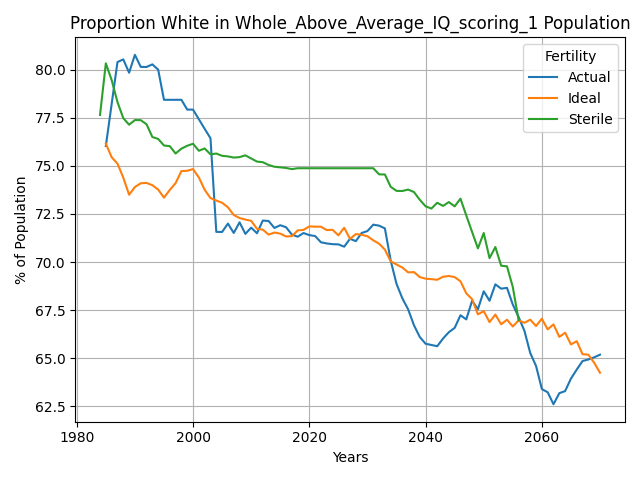 Proportion White in Whole_Above_Average_IQ_scoring_1 Population
Fertility
Actual
Ideal
Sterile
% of Population
80.0
77.5
75.0
72.5
70.0
67.5
65.0
62.5
1980 2000 2020 2040 2060
Years